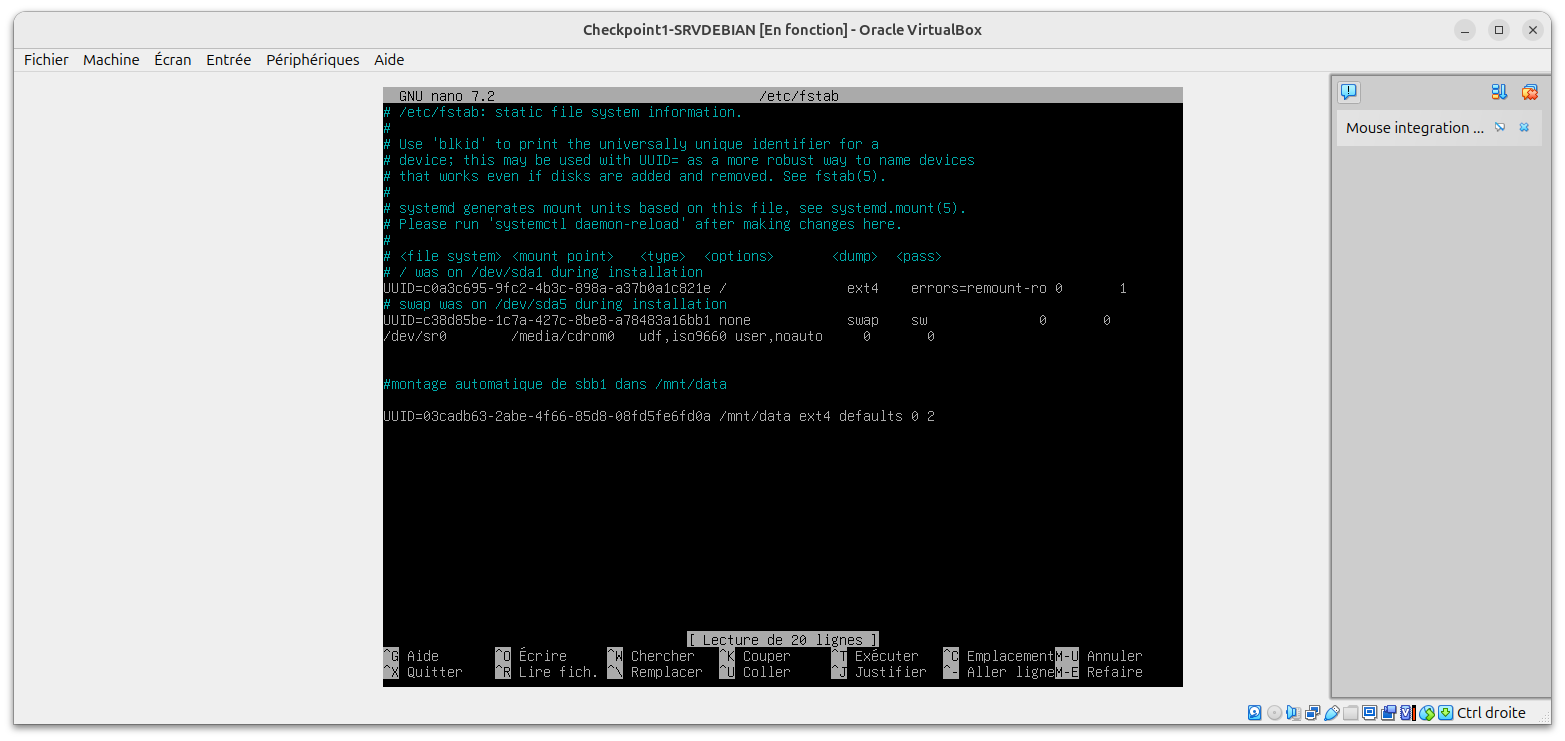 Checkpoint1-SRVDEBIAN [En fonction] - Oracle VirtualBox
Fichier Machine Écran Entrée Périphériques Aide
GNU nano 7.2 /etc/fstab
# /etc/fstab: static file system information.
#
# Use 'blkid' to print the universally unique identifier for a
# device; this may be used with UUID= as a more robust way to name devices
# that works even if disks are added and removed. See fstab(5).
#
# systemd generates mount units based on this file, see systemd.mount(5).
# Please run 'systemctl daemon-reload' after making changes here.
#
# <file system> <mount point> <type> <options> <dump> <pass>
# / was on /dev/sda1 during installation
UUID=c0a3c695-9fc2-4b3c-898a-a37b0a1c821e / ext4 errors=remount-ro 0 1
# swap was on /dev/sda5 during installation
UUID=c38d85be-1c7a-427c-8be8-a78483a16bb1 none swap sw 0 0
/dev/sr0 /media/cdrom0 udf,iso9660 user,noauto 0 0
#montage automatique de sbb1 dans /mnt/data
UUID=03cadb63-2abe-4f66-85d8-08fd5fe6fd0a /mnt/data ext4 defaults 0 2
[ Lecture de 20 lignes ]
^G Aide ^O Écrire ^W Chercher ^K Couper ^T Exécuter ^C Emplacement M-U Annuler
^X Quitter ^R Lire fich. ^\ Remplacer ^U Coller ^J Justifier ^- Aller ligne M-E Refaire
Mouse integration ...
Ctrl droite